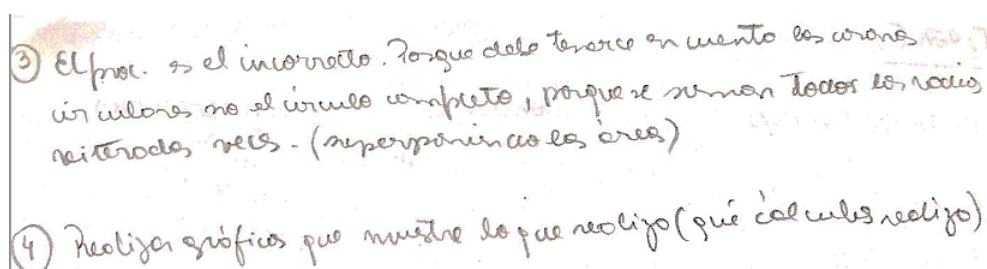 ③ El proc. es el incorrecto. Porque debe tenerse en cuenta las coronas
circulares no el círculo completo, porque se suman todos los radios
reiteradas veces. (superponiendo las áreas)
④ Realizar gráficos que muestre lo que realizo (qué cálculos realizo)